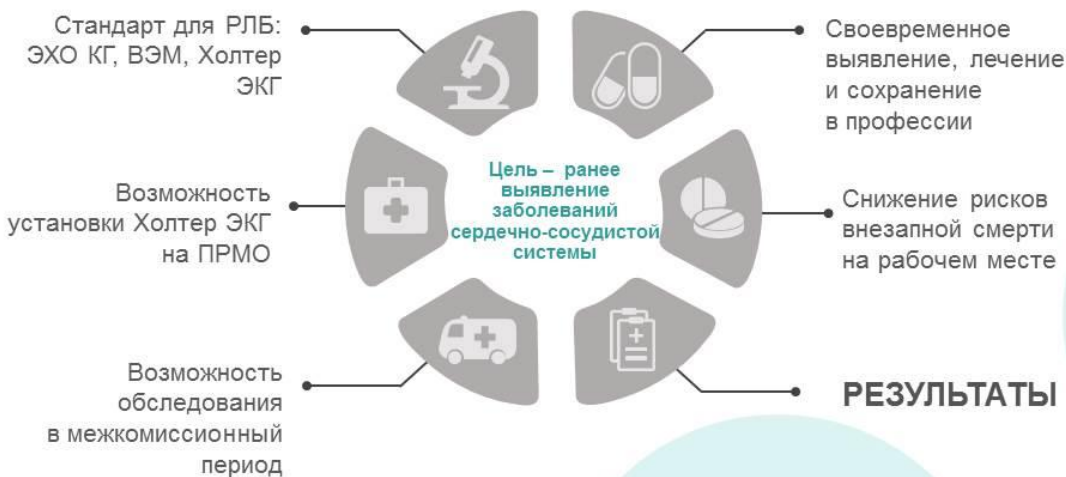 Стандарт для РЛБ:
ЭХО КГ, ВЭМ, Холтер
ЭКГ
Своевременное
выявление, лечение
и сохранение
в профессии
Цель – ранее
выявление
заболеваний
сердечно-сосудистой
системы
Возможность
установки Холтер ЭКГ
на ПРМО
Снижение рисков
внезапной смерти
на рабочем месте
Возможность
обследования
в межкомиссионный
период
РЕЗУЛЬТАТЫ